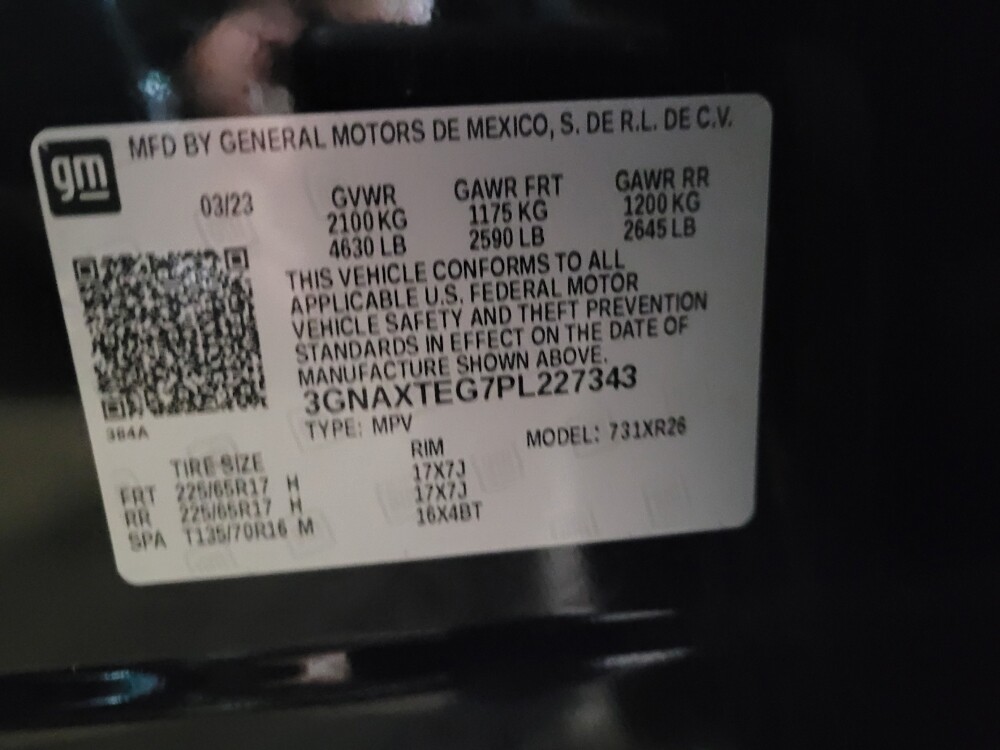 gm
MFD BY GENERAL MOTORS DE MEXICO, S. DE R.L. DE C.V.
03/23 GVWR GAWR FRT GAWR RR
2100 KG 1175 KG 1200 KG
4630 LB 2590 LB 2645 LB
THIS VEHICLE CONFORMS TO ALL
APPLICABLE U.S. FEDERAL MOTOR
VEHICLE SAFETY AND THEFT PREVENTION
STANDARDS IN EFFECT ON THE DATE OF
MANUFACTURE SHOWN ABOVE.
3GNAXTEG7PL227343
384A
TYPE: MPV MODEL: 731XR26
TIRE SIZE RIM
FRT 225/65R17 H 17X7J
RR 225/65R17 H 17X7J
SPA T135/70R16 M 16X4BT